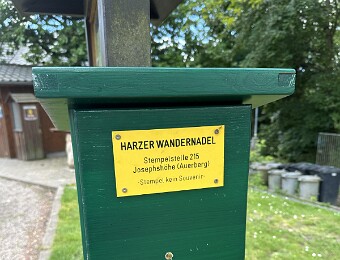 HARZER WANDERNADEL
Stempelstelle 215
Josephshöhe (Auerberg)
-Stempel, kein Souvenir-